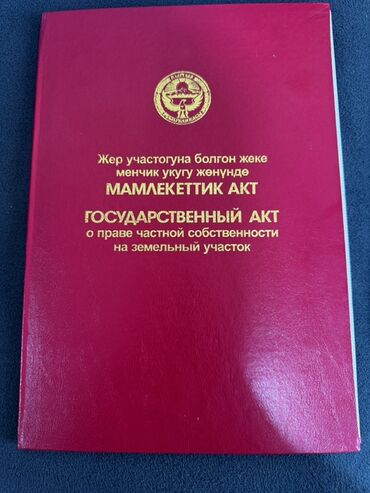 Жер участогуна болгон жеке
менчик укугу жөнүндө
МАМЛЕКЕТТИК АКТ
ГОСУДАРСТВЕННЫЙ АКТ
о праве частной собственности
на земельный участок